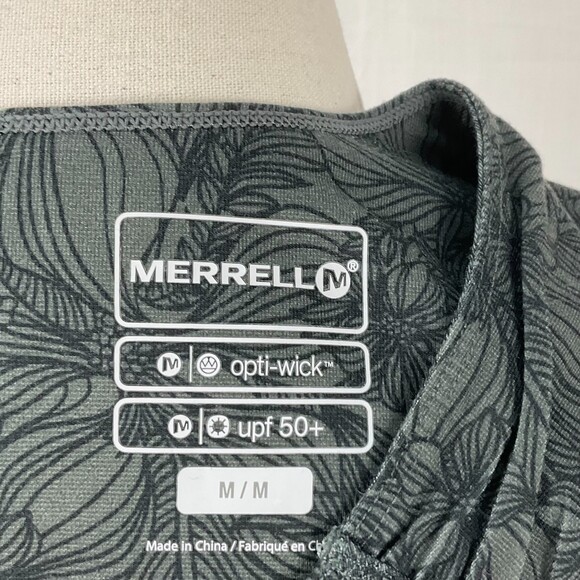 MERRELL M®
M opti-wick™
M upf 50+
M / M
Made in China / Fabriqué en